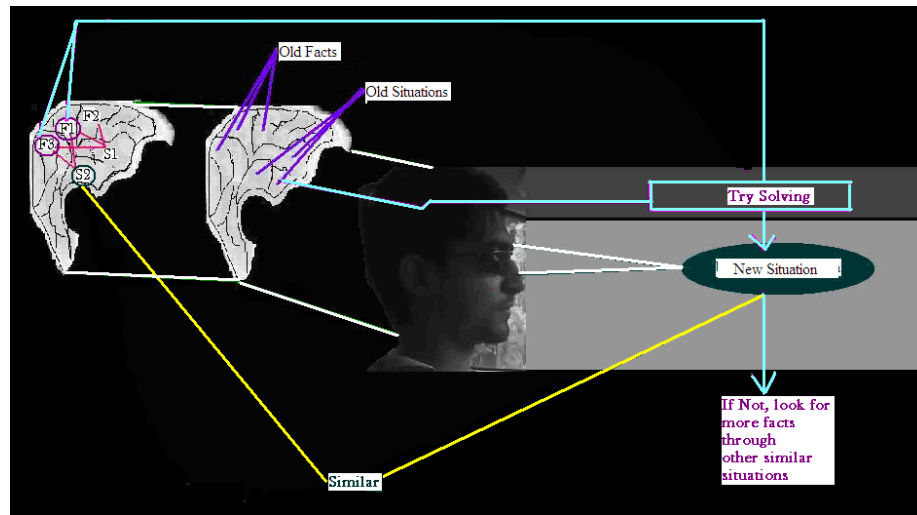 Old Facts
Old Situations
F2
F1
F3
S1
S2
Try Solving
New Situation
If Not, look for
more facts
through
other similar
situations
Similar